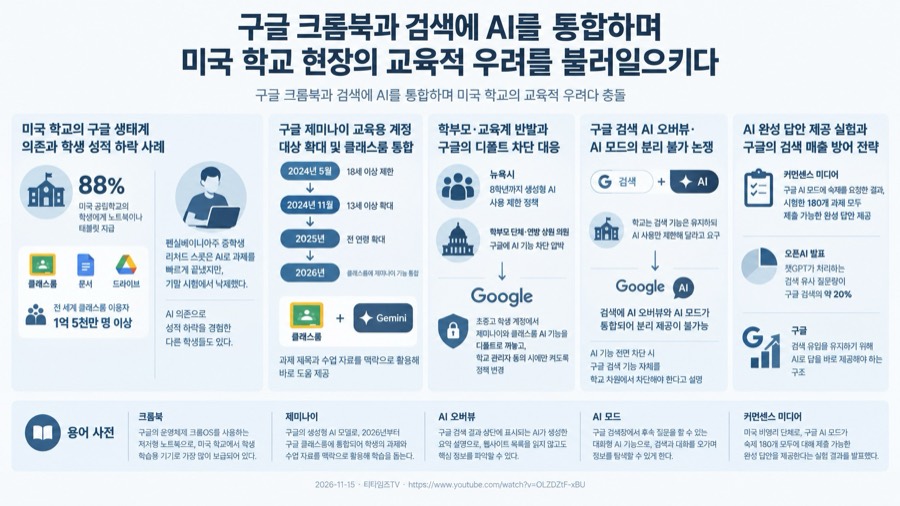 구글 크롬북과 검색에 AI를 통합하며
미국 학교 현장의 교육적 우려를 불러일으키다
구글 크롬북과 검색에 AI를 통합하며 미국 학교의 교육적 우려다 충돌
미국 학교의 구글 생태계
의존과 학생 성적 하락 사례
88%
미국 공립학교의
학생에게 노트북이나
태블릿 지급
클래스룸
문서
드라이브
전 세계 클래스룸 이용자
1억 5천만 명 이상
펜실베이니아주 중학생
리처드 스콧은 AI로 과제를
빠르게 끝냈지만,
기말 시험에서 낙제했다.
AI 의존으로
성적 하락을 경험한
다른 학생들도 있다.
구글 제미나이 교육용 계정
대상 확대 및 클래스룸 통합
2024년 5월
18세 이상 제한
2024년 11월
13세 이상 확대
2025년
전 연령 확대
2026년
클래스룸에 제미나이 기능 통합
클래스룸
+
Gemini
과제 제목과 수업 자료를 맥락으로 활용해
바로 도움 제공
학부모·교육계 반발과
구글의 디폴트 차단 대응
뉴욕시
8학년까지 생성형 AI
사용 제한 정책
학부모 단체·연방 상원 의원
구글에 AI 기능 차단 압박
Google
초중고 학생 계정에서
제미나이와 클래스룸 AI 기능을
디폴트로 꺼놓고,
학교 관리자 동의 시에만 켜도록
정책 변경
구글 검색 AI 오버뷰·
AI 모드의 분리 불가 논쟁
G 검색
+
AI
학교는 검색 기능은 유지하되
AI 사용만 제한해 달라고 요구
Google AI
검색에 AI 오버뷰와 AI 모드가
통합되어 분리 제공이 불가능
AI 기능 전면 차단 시
구글 검색 기능 자체를
학교 차원에서 차단해야 한다고 설명
AI 완성 답안 제공 실험과
구글의 검색 매출 방어 전략
커먼센스 미디어
구글 AI 모드에 숙제를 요청한 결과,
시험한 180개 과제 모두
제출 가능한 완성 답안 제공
오픈AI 발표
챗GPT가 처리하는
검색 유사 질문량이
구글 검색의 약 20%
구글
검색 유입을 유지하기 위해
AI로 답을 바로 제공해야 하는
구조
용어 사전
크롬북
구글의 운영체제 크롬OS를 사용하는
저가형 노트북으로, 미국 학교에서 학생
학습용 기기로 가장 많이 보급되어 있다.
제미나이
구글의 생성형 AI 모델로, 2026년부터
구글 클래스룸에 통합되어 학생의 과제와
수업 자료를 맥락으로 활용해 학습을 돕는다.
AI 오버뷰
구글 검색 결과 상단에 표시되는 AI가 생성한
요약 설명으로, 웹사이트 목록을 읽지 않고도
핵심 정보를 파악할 수 있다.
AI 모드
구글 검색창에서 후속 질문을 할 수 있는
대화형 AI 기능으로, 검색과 대화를 오가며
정보를 탐색할 수 있게 한다.
커먼센스 미디어
미국 비영리 단체로, 구글 AI 모드가
숙제 180개 모두에 대해 제출 가능한
완성 답안을 제공한다는 실험 결과를 발표했다.
2026-11-15 · 티타임즈TV · https://www.youtube.com/watch?v=OLZDZtF-xBU